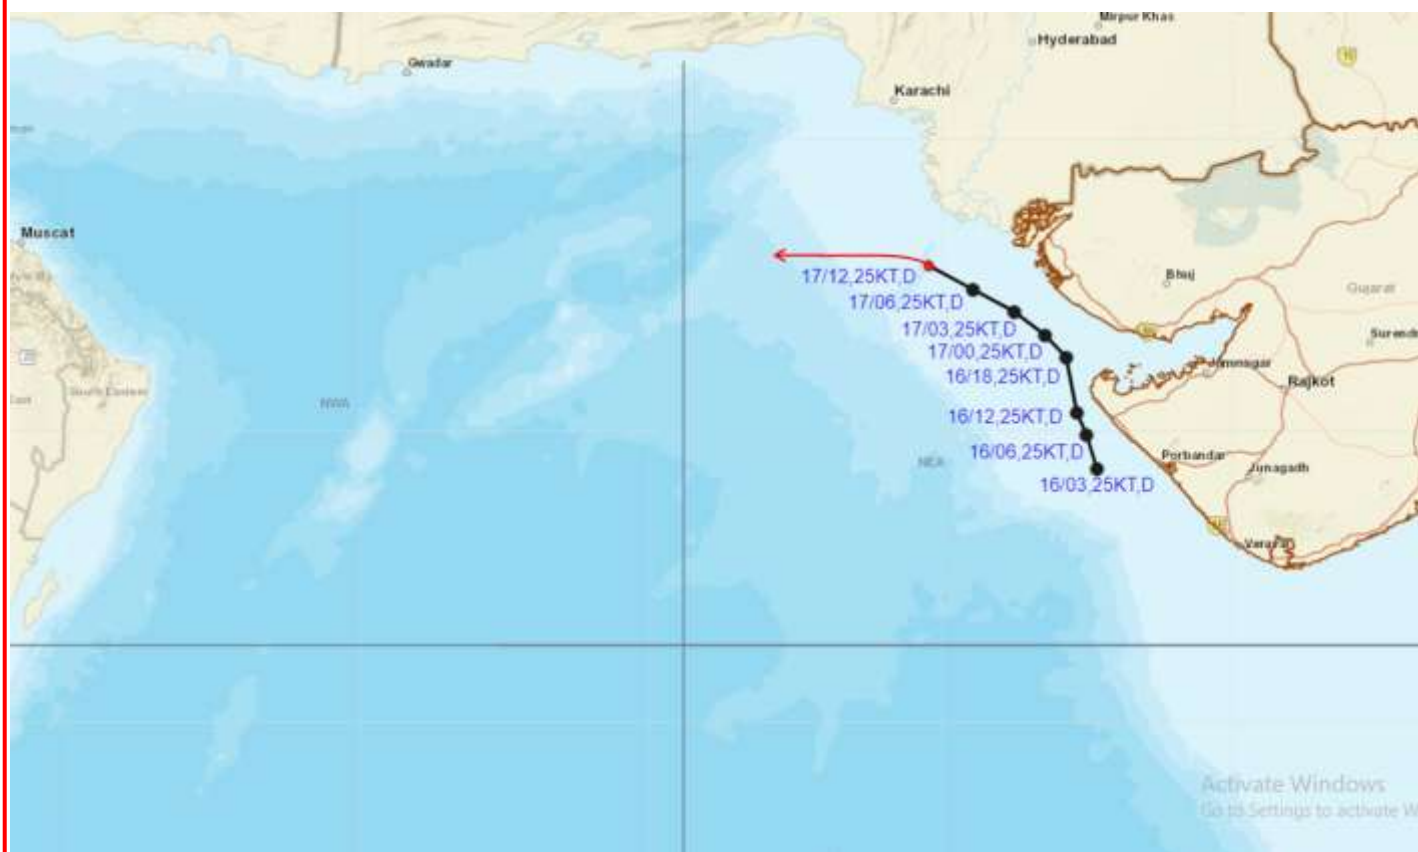 Mirpur Khas
Hyderabad
Gwadar
Karachi
Muscat
17/12,25KT,D
Bhuj
Gujarat
17/06,25KT,D
17/03,25KT,D
17/00,25KT,D
16/18,25KT,D
Surend
Jamnagar
Rajkot
NWA
16/12,25KT,D
16/06,25KT,D
NEA
Porbandar
Junagadh
16/03,25KT,D
Activate Windows
Go to Settings to activate W